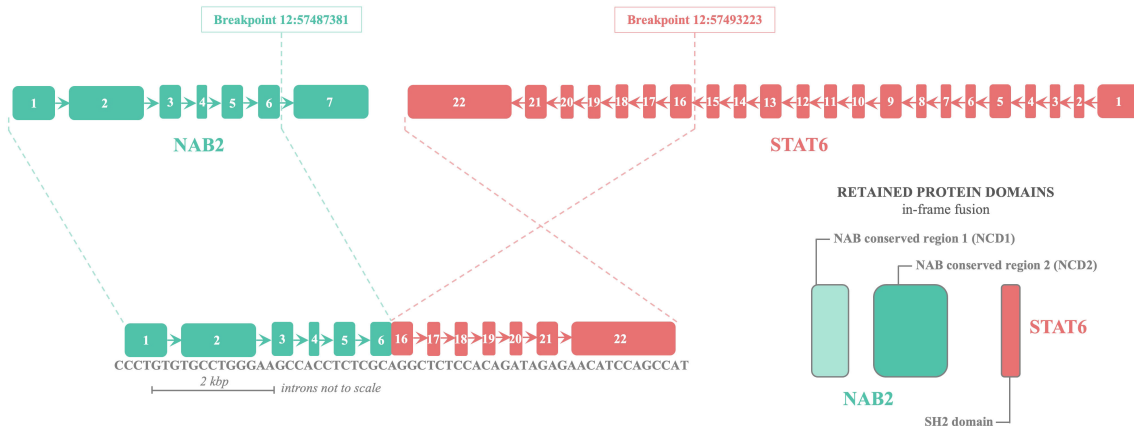 Breakpoint 12:57487381
Breakpoint 12:57493223
1 2 3 4 5 6 7
22 21 20 19 18 17 16 15 14 13 12 11 10 9 8 7 6 5 4 3 2 1
NAB2
STAT6
RETAINED PROTEIN DOMAINS
in-frame fusion
NAB conserved region 1 (NCD1)
NAB conserved region 2 (NCD2)
STAT6
NAB2
SH2 domain
1 2 3 4 5 6 16 17 18 19 20 21 22
CCCTGTGTGCCTGGGAAGCCACCTCTCGCAGGCTCTCCACAGATAGAGAACATCCAGCCAT
2 kbp
introns not to scale